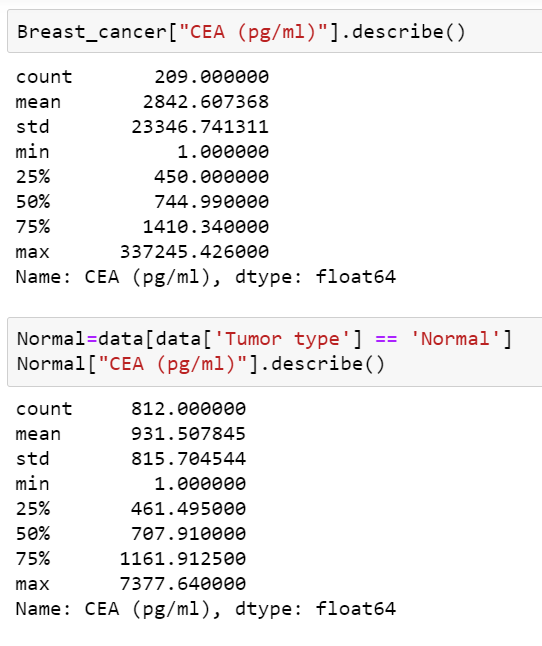 Breast_cancer["CEA (pg/ml)"].describe()
count 209.000000
mean 2842.607368
std 23346.741311
min 1.000000
25% 450.000000
50% 744.990000
75% 1410.340000
max 337245.426000
Name: CEA (pg/ml), dtype: float64
Normal=data[data['Tumor type'] == 'Normal']
Normal["CEA (pg/ml)"].describe()
count 812.000000
mean 931.507845
std 815.704544
min 1.000000
25% 461.495000
50% 707.910000
75% 1161.912500
max 7377.640000
Name: CEA (pg/ml), dtype: float64